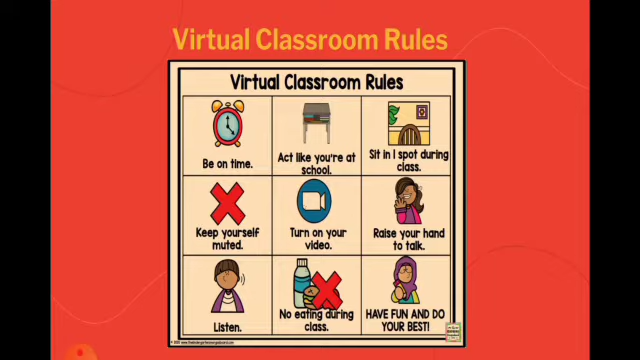 Virtual Classroom Rules
Virtual Classroom Rules
Be on time.
Act like you're at
school.
Sit in 1 spot during
class.
Keep yourself
muted.
Turn on your
video.
Raise your hand
to talk.
Listen.
No eating during
class.
HAVE FUN AND DO
YOUR BEST!